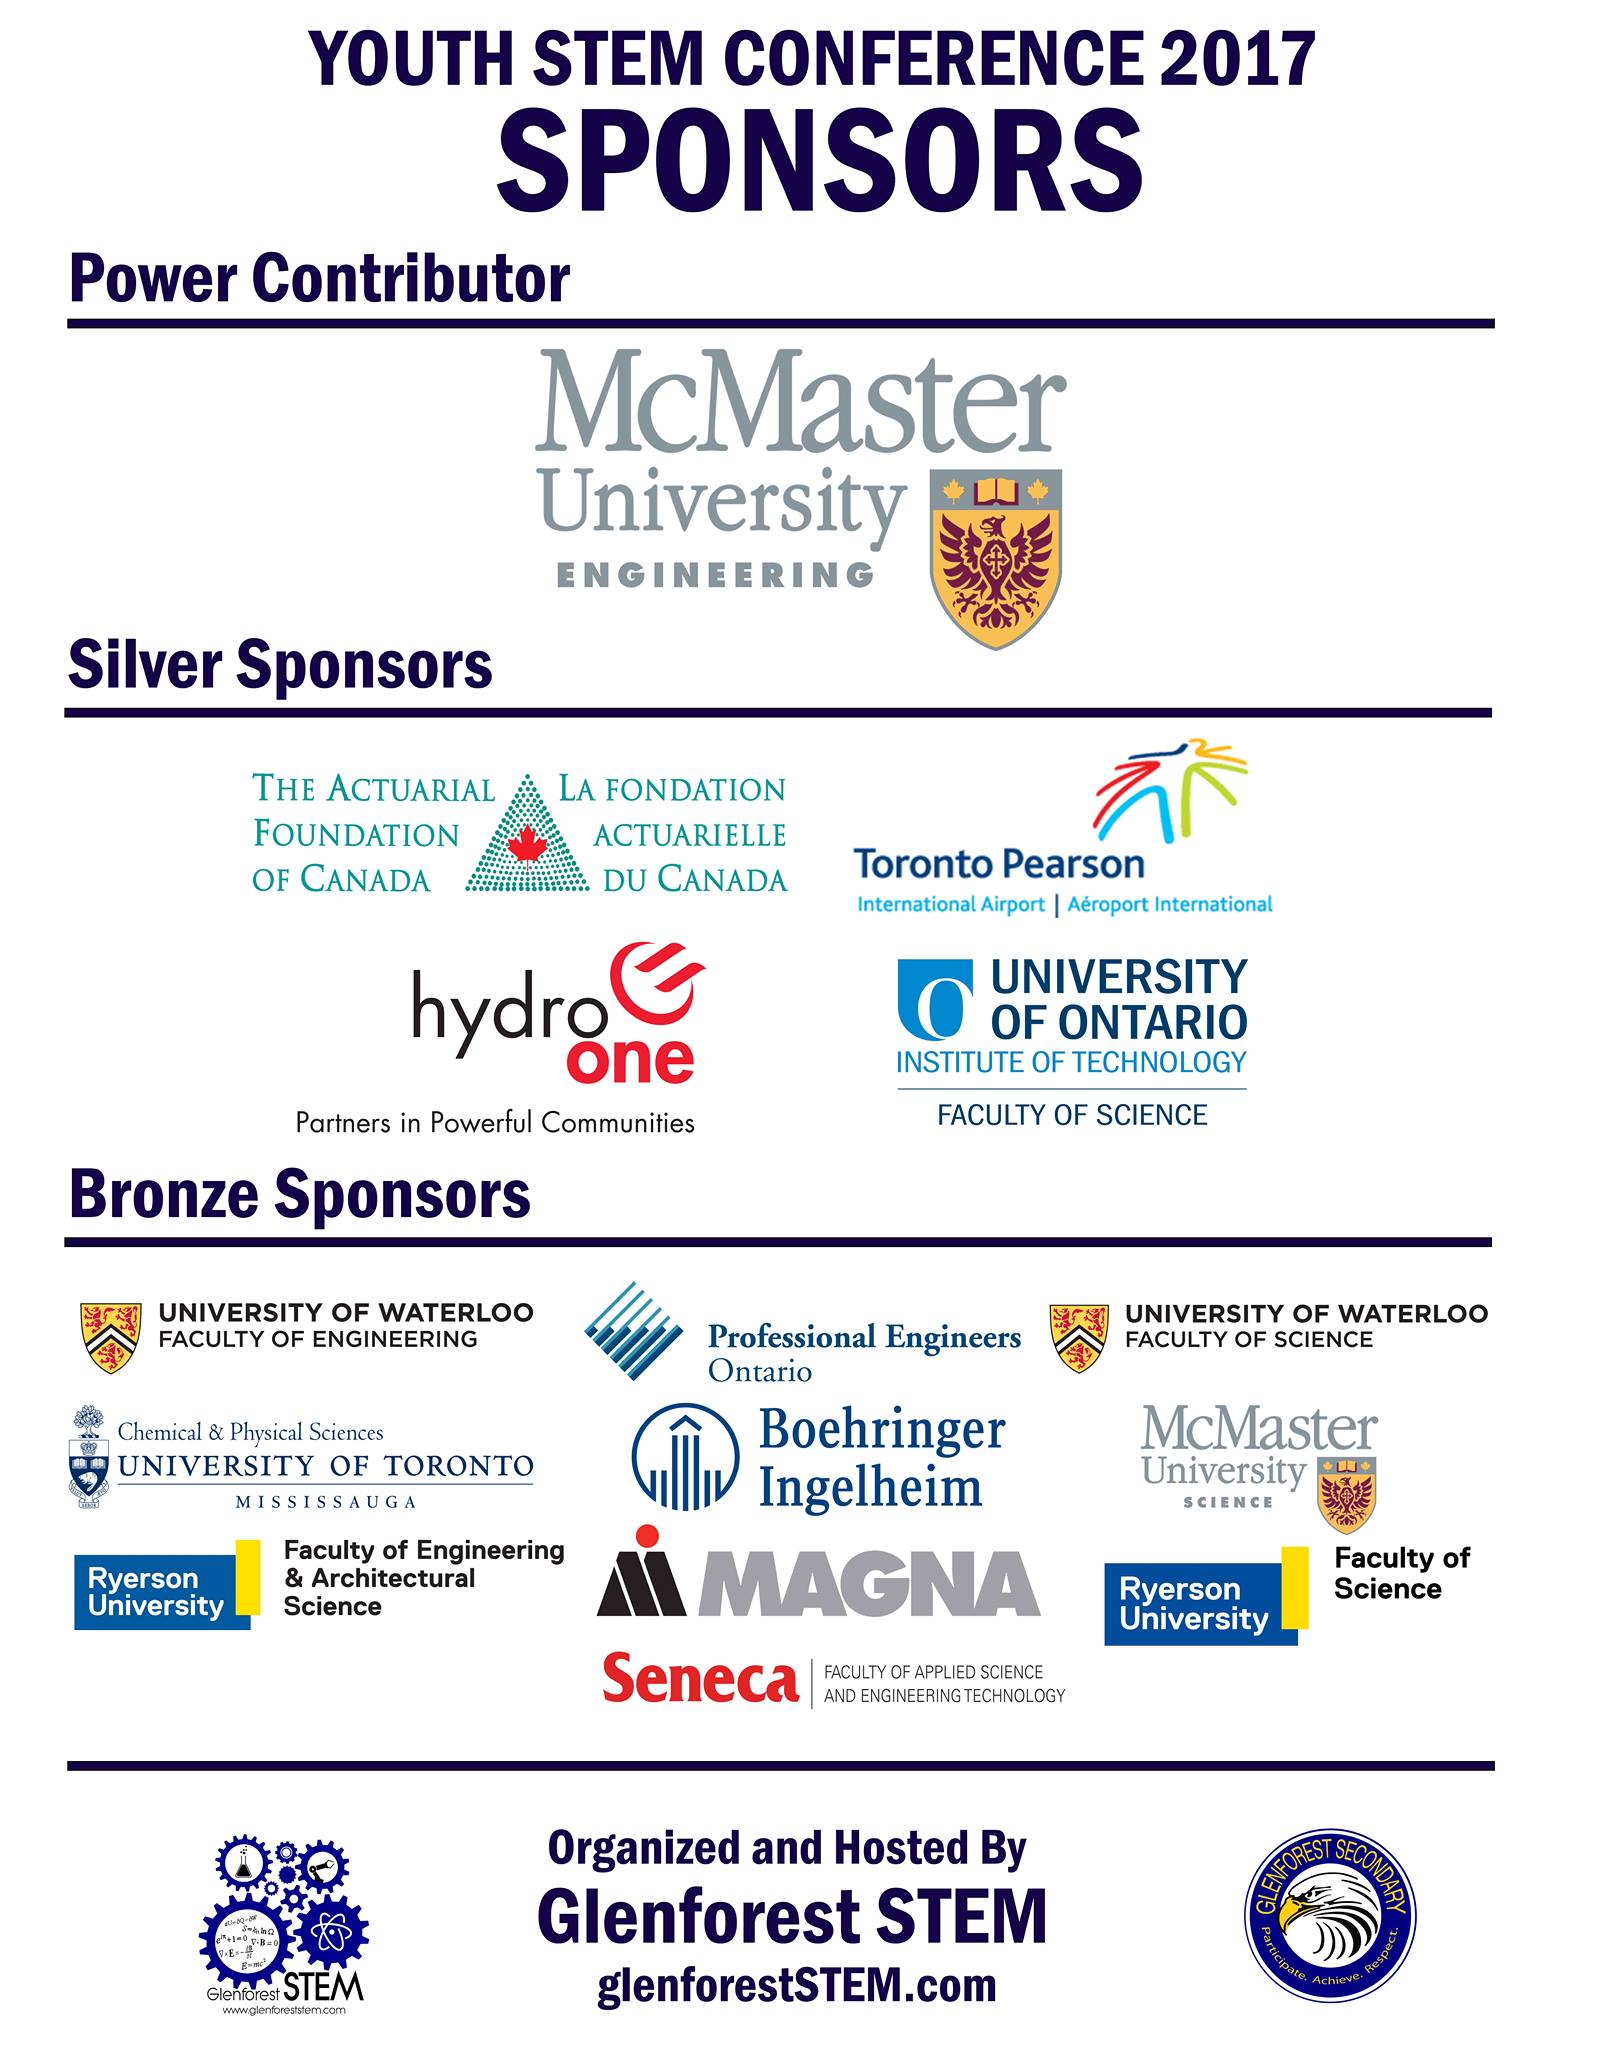 YOUTH STEM CONFERENCE 2017
SPONSORS
Power Contributor
McMaster
University
ENGINEERING
Silver Sponsors
THE ACTUARIAL
FOUNDATION
OF CANADA
LA FONDATION
ACTUARIELLE
DU CANADA
Toronto Pearson
International Airport | Aéroport International
hydro
one
Partners in Powerful Communities
UNIVERSITY
OF ONTARIO
INSTITUTE OF TECHNOLOGY
FACULTY OF SCIENCE
Bronze Sponsors
UNIVERSITY OF WATERLOO
FACULTY OF ENGINEERING
Professional Engineers
Ontario
UNIVERSITY OF WATERLOO
FACULTY OF SCIENCE
Chemical & Physical Sciences
UNIVERSITY OF TORONTO
MISSISSAUGA
Boehringer
Ingelheim
McMaster
University
SCIENCE
Ryerson
University
Faculty of Engineering
& Architectural
Science
MAGNA
Ryerson
University
Faculty of
Science
Seneca
FACULTY OF APPLIED SCIENCE
AND ENGINEERING TECHNOLOGY
Glenforest STEM
www.glenforeststem.com
Organized and Hosted By
Glenforest STEM
glenforestSTEM.com
GLENFOREST SECONDARY
Participate. Achieve. Respect.